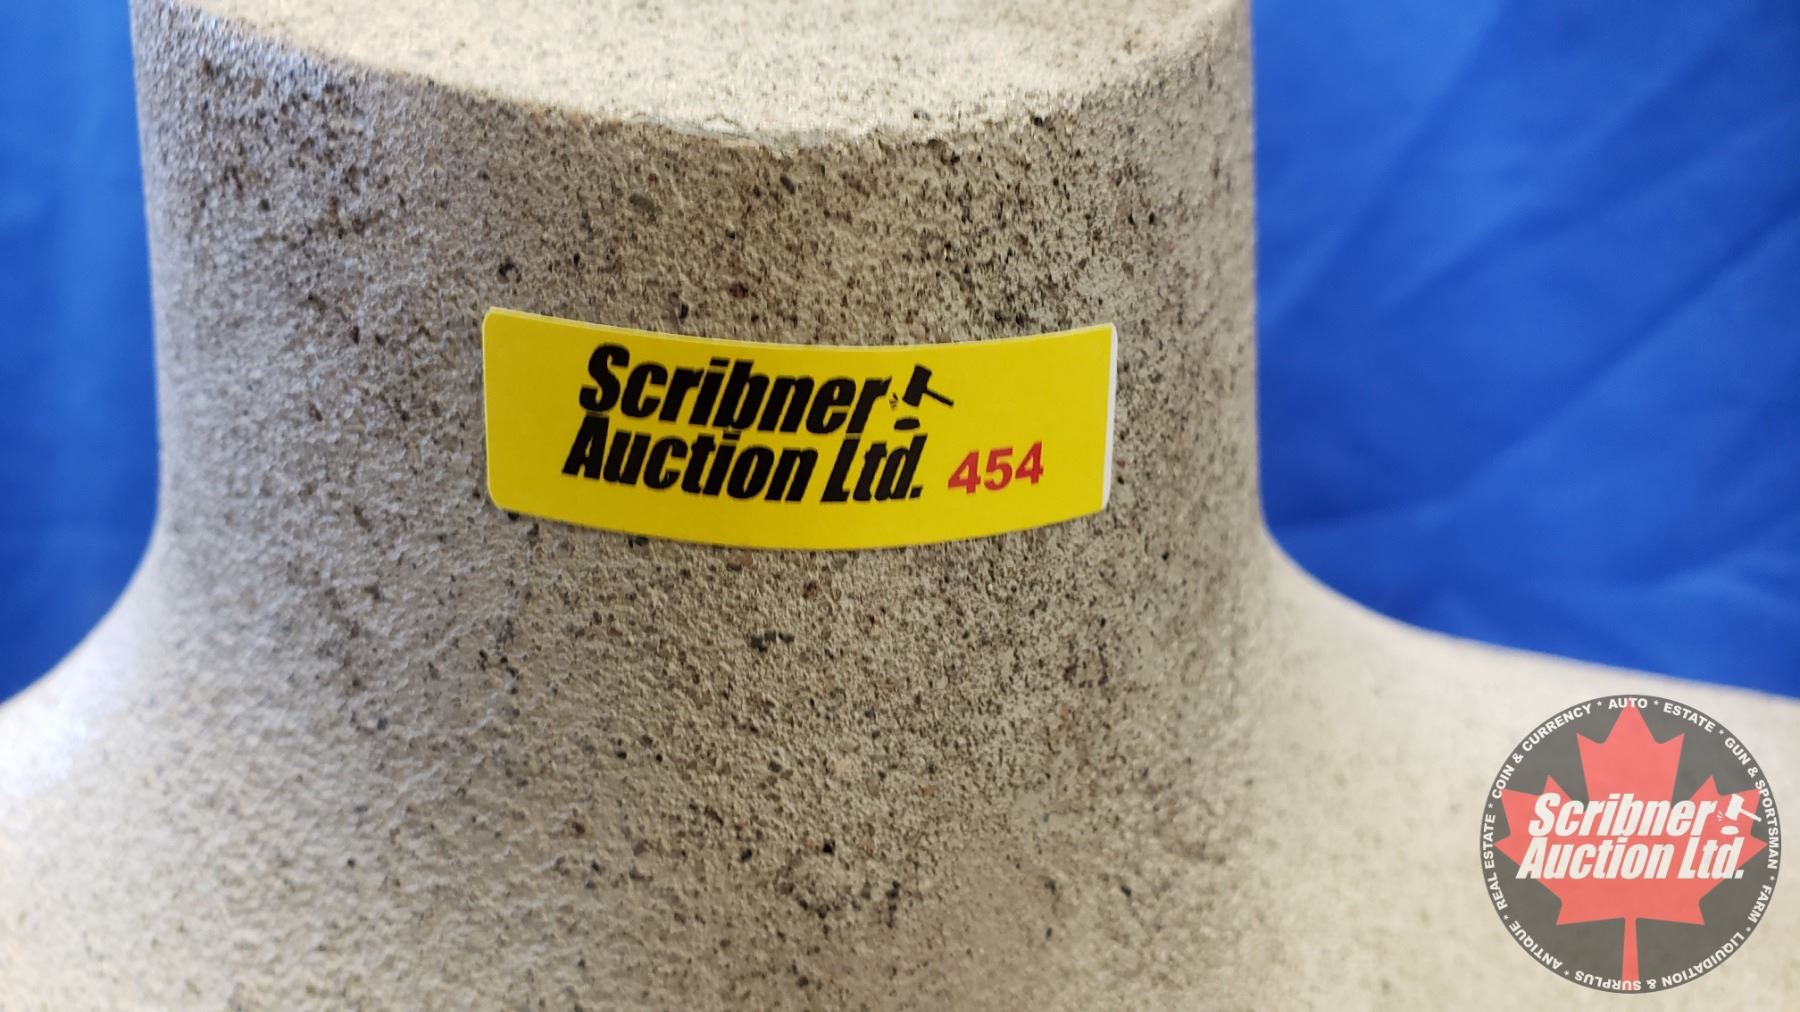 Scribner
Auction Ltd. 454
COIN & CURRENCY * AUTO * ESTATE * GUN & SPORTSMAN * FARM * LIQUIDATION & SURPLUS * ANTIQUE * REAL ESTATE *
Scribner
Auction Ltd.